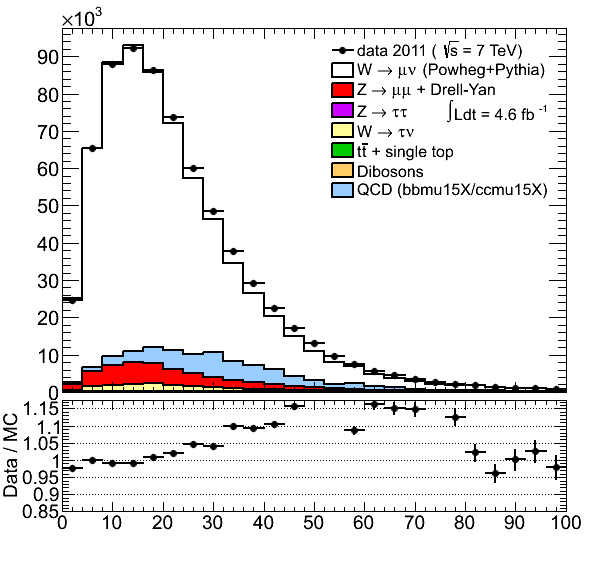 ×10³
90
80
70
60
50
40
30
20
10
0
data 2011 ( √s = 7 TeV)
W → μν (Powheg+Pythia)
Z → μμ + Drell-Yan
Z → ττ
∫Ldt = 4.6 fb⁻¹
W → τν
tt̄ + single top
Dibosons
QCD (bbmu15X/ccmu15X)
Data / MC
1.15
1.1
1.05
1
0.95
0.9
0.85
0 10 20 30 40 50 60 70 80 90 100